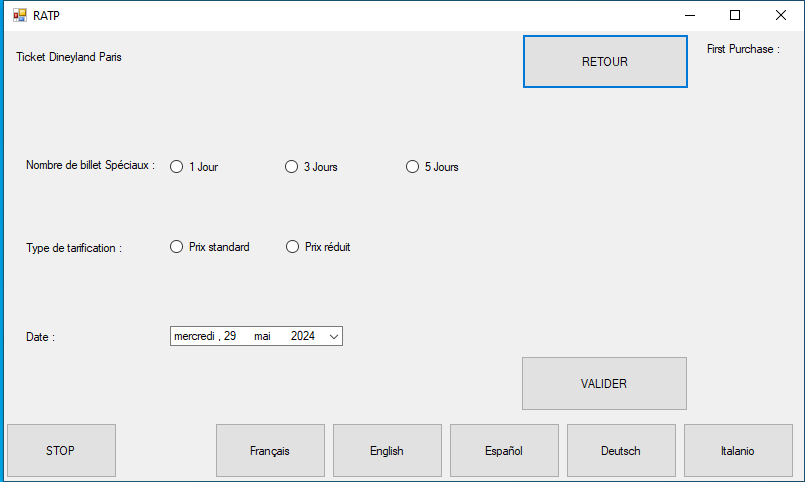 RATP
Ticket Dineyland Paris
RETOUR
First Purchase :
Nombre de billet Spéciaux :
1 Jour
3 Jours
5 Jours
Type de tarification :
Prix standard
Prix réduit
Date :
mercredi , 29 mai 2024
VALIDER
STOP
Français
English
Español
Deutsch
Italanio